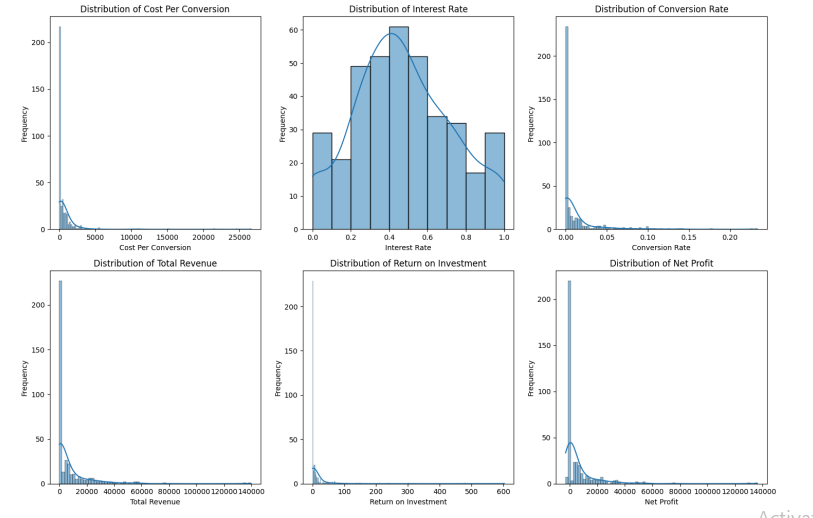 Distribution of Cost Per Conversion
200
150
100
50
0
Frequency
0 5000 10000 15000 20000 25000
Cost Per Conversion
Distribution of Interest Rate
60
50
40
30
20
10
0
Frequency
0.0 0.2 0.4 0.6 0.8 1.0
Interest Rate
Distribution of Conversion Rate
200
150
100
50
0
Frequency
0.00 0.05 0.10 0.15 0.20
Conversion Rate
Distribution of Total Revenue
200
150
100
50
0
Frequency
0 20000 40000 60000 80000 100000 120000 140000
Total Revenue
Distribution of Return on Investment
200
150
100
50
0
Frequency
0 100 200 300 400 500 600
Return on Investment
Distribution of Net Profit
200
150
100
50
0
Frequency
0 20000 40000 60000 80000 100000 120000 140000
Net Profit